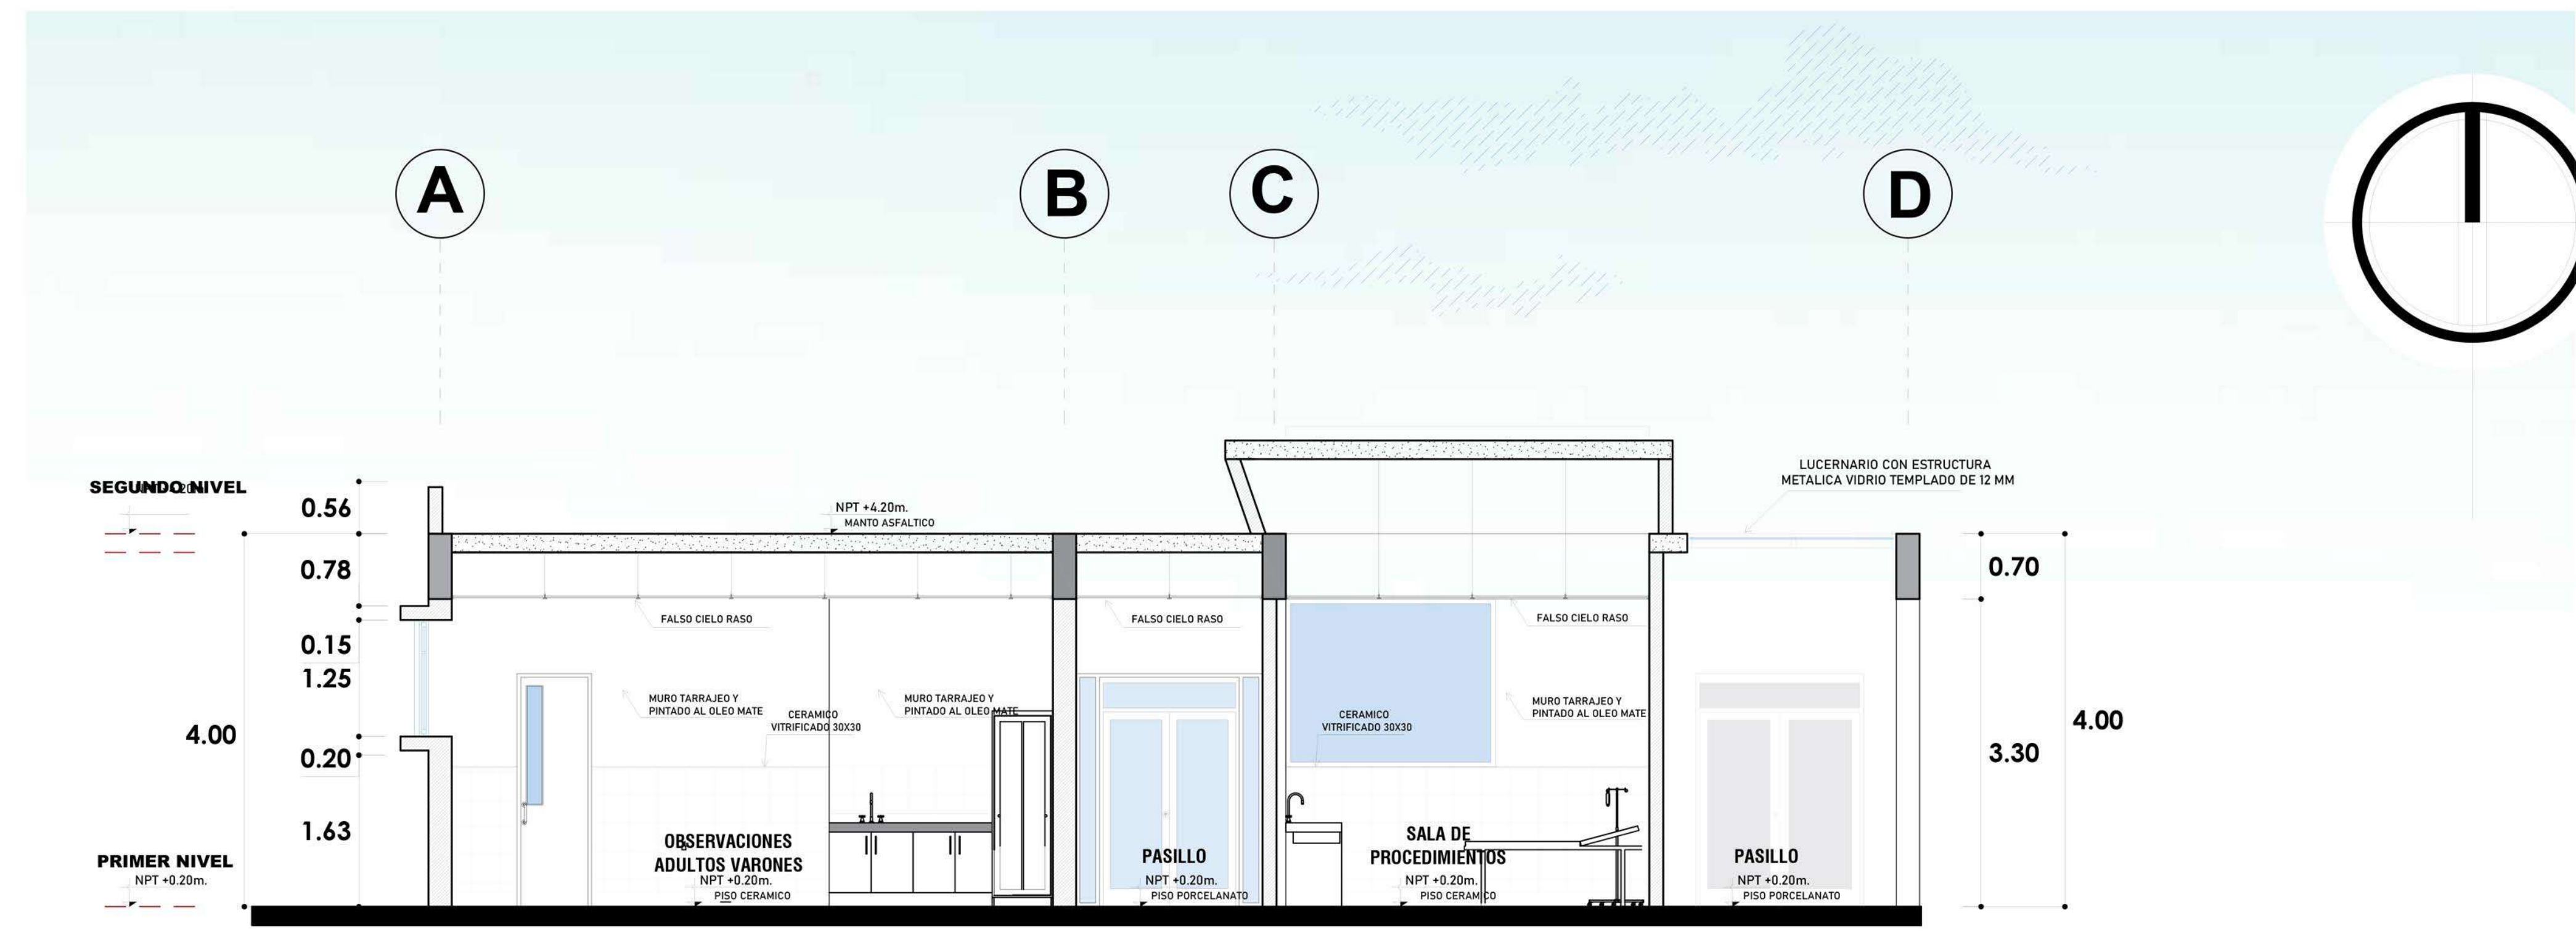 A
B
C
D
LUCERNARIO CON ESTRUCTURA
METALICA VIDRIO TEMPLADO DE 12 MM
SEGUNDO NIVEL
0.56
NPT +4.20m.
MANTO ASFALTICO
0.78
0.70
FALSO CIELO RASO
FALSO CIELO RASO
FALSO CIELO RASO
0.15
1.25
MURO TARRAJEO Y
PINTADO AL OLEO MATE
CERAMICO
VITRIFICADO 30X30
MURO TARRAJEO Y
PINTADO AL OLEO MATE
CERAMICO
VITRIFICADO 30X30
MURO TARRAJEO Y
PINTADO AL OLEO MATE
4.00
4.00
0.20
3.30
1.63
PRIMER NIVEL
NPT +0.20m.
OBSERVACIONES
ADULTOS VARONES
NPT +0.20m.
PISO CERAMICO
PASILLO
NPT +0.20m.
PISO PORCELANATO
SALA DE
PROCEDIMIENTOS
NPT +0.20m.
PISO CERAMICO
PASILLO
NPT +0.20m.
PISO PORCELANATO